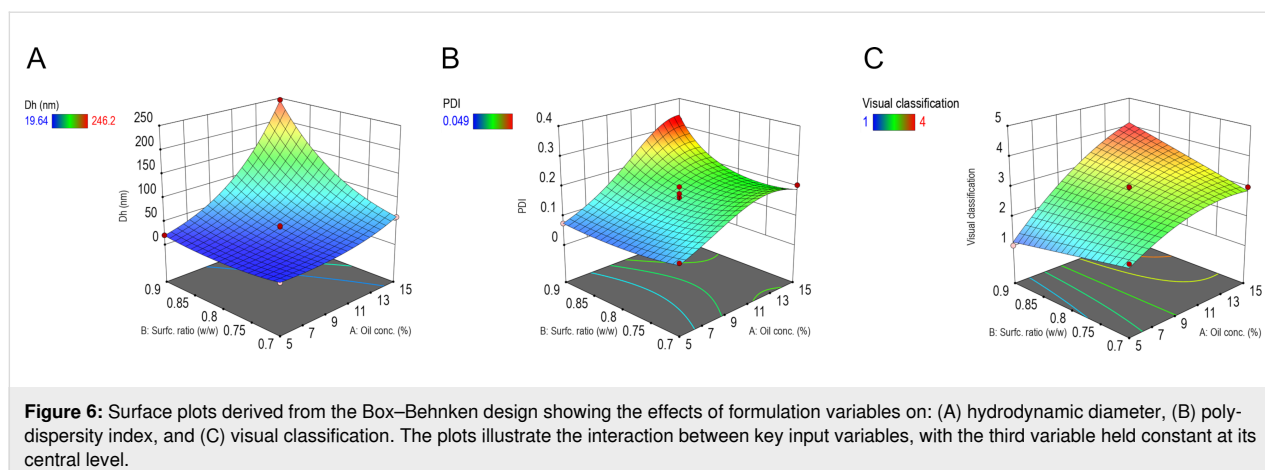 A
B
C
Dh (nm)
19.64 246.2
250
200
150
100
50
0
Dh (nm)
0.9
0.85
0.8
0.75
0.7
B: Surfc. ratio (w/w)
5
7
9
11
13
15
A: Oil conc. (%)
PDI
0.049
0.4
0.3
0.2
0.1
0
PDI
0.9
0.85
0.8
0.75
0.7
B: Surfc. ratio (w/w)
5
7
9
11
13
15
A: Oil conc. (%)
Visual classification
1 4
5
4
3
2
1
Visual classification
0.9
0.85
0.8
0.75
0.7
B: Surfc. ratio (w/w)
5
7
9
11
13
15
A: Oil conc. (%)
Figure 6: Surface plots derived from the Box–Behnken design showing the effects of formulation variables on: (A) hydrodynamic diameter, (B) poly-
dispersity index, and (C) visual classification. The plots illustrate the interaction between key input variables, with the third variable held constant at its
central level.